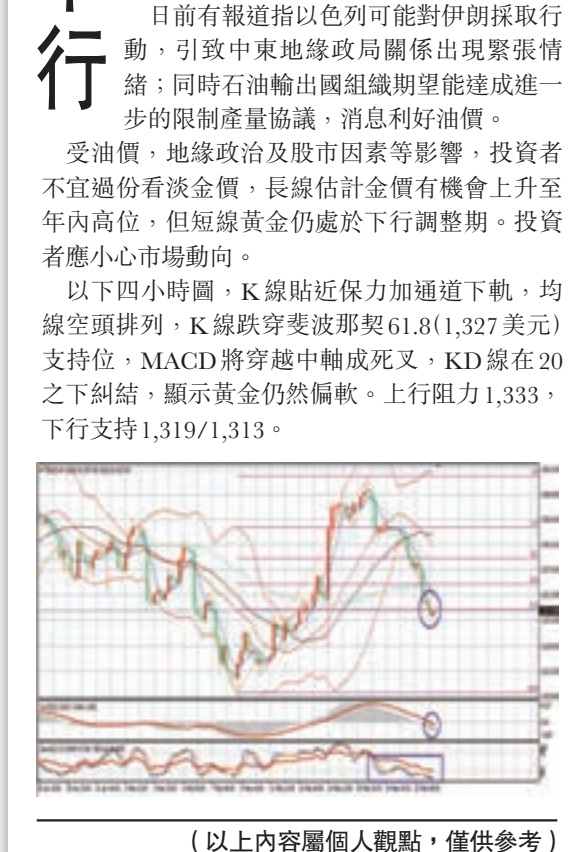 行
日前有報道指以色列可能對伊朗採取行
動，引致中東地緣政局關係出現緊張情
緒；同時石油輸出國組織期望能達成進一
步的限制產量協議，消息利好油價。
受油價，地緣政治及股市因素等影響，投資者
不宜過份看淡金價，長線估計金價有機會上升至
年內高位，但短線黃金仍處於下行調整期。投資
者應小心市場動向。
以下四小時圖，K線貼近保力加通道下軌，均
線空頭排列，K線跌穿斐波那契61.8(1,327美元)
支持位，MACD將穿越中軸成死叉，KD線在20
之下糾結，顯示黃金仍然偏軟。上行阻力1,333，
下行支持1,319/1,313。
（以上內容屬個人觀點，僅供參考）